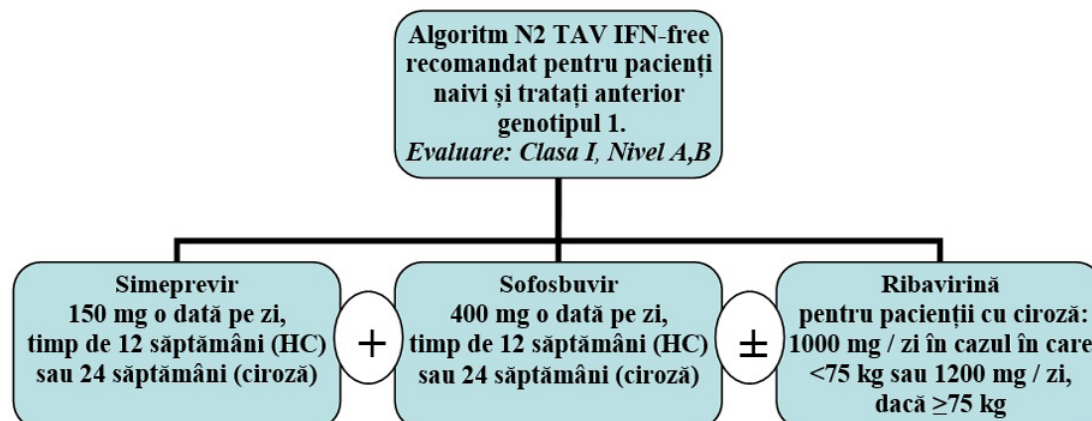 Algoritm N2 TAV IFN-free
recomandat pentru pacienți
naivi și tratați anterior
genotipul 1.
Evaluare: Clasa I, Nivel A,B
Simeprevir
150 mg o dată pe zi,
timp de 12 săptămâni (HC)
sau 24 săptămâni (ciroză)
+
Sofosbuvir
400 mg o dată pe zi,
timp de 12 săptămâni (HC)
sau 24 săptămâni (ciroză)
±
Ribavirină
pentru pacienții cu ciroză:
1000 mg / zi în cazul în care
<75 kg sau 1200 mg / zi,
dacă ≥75 kg